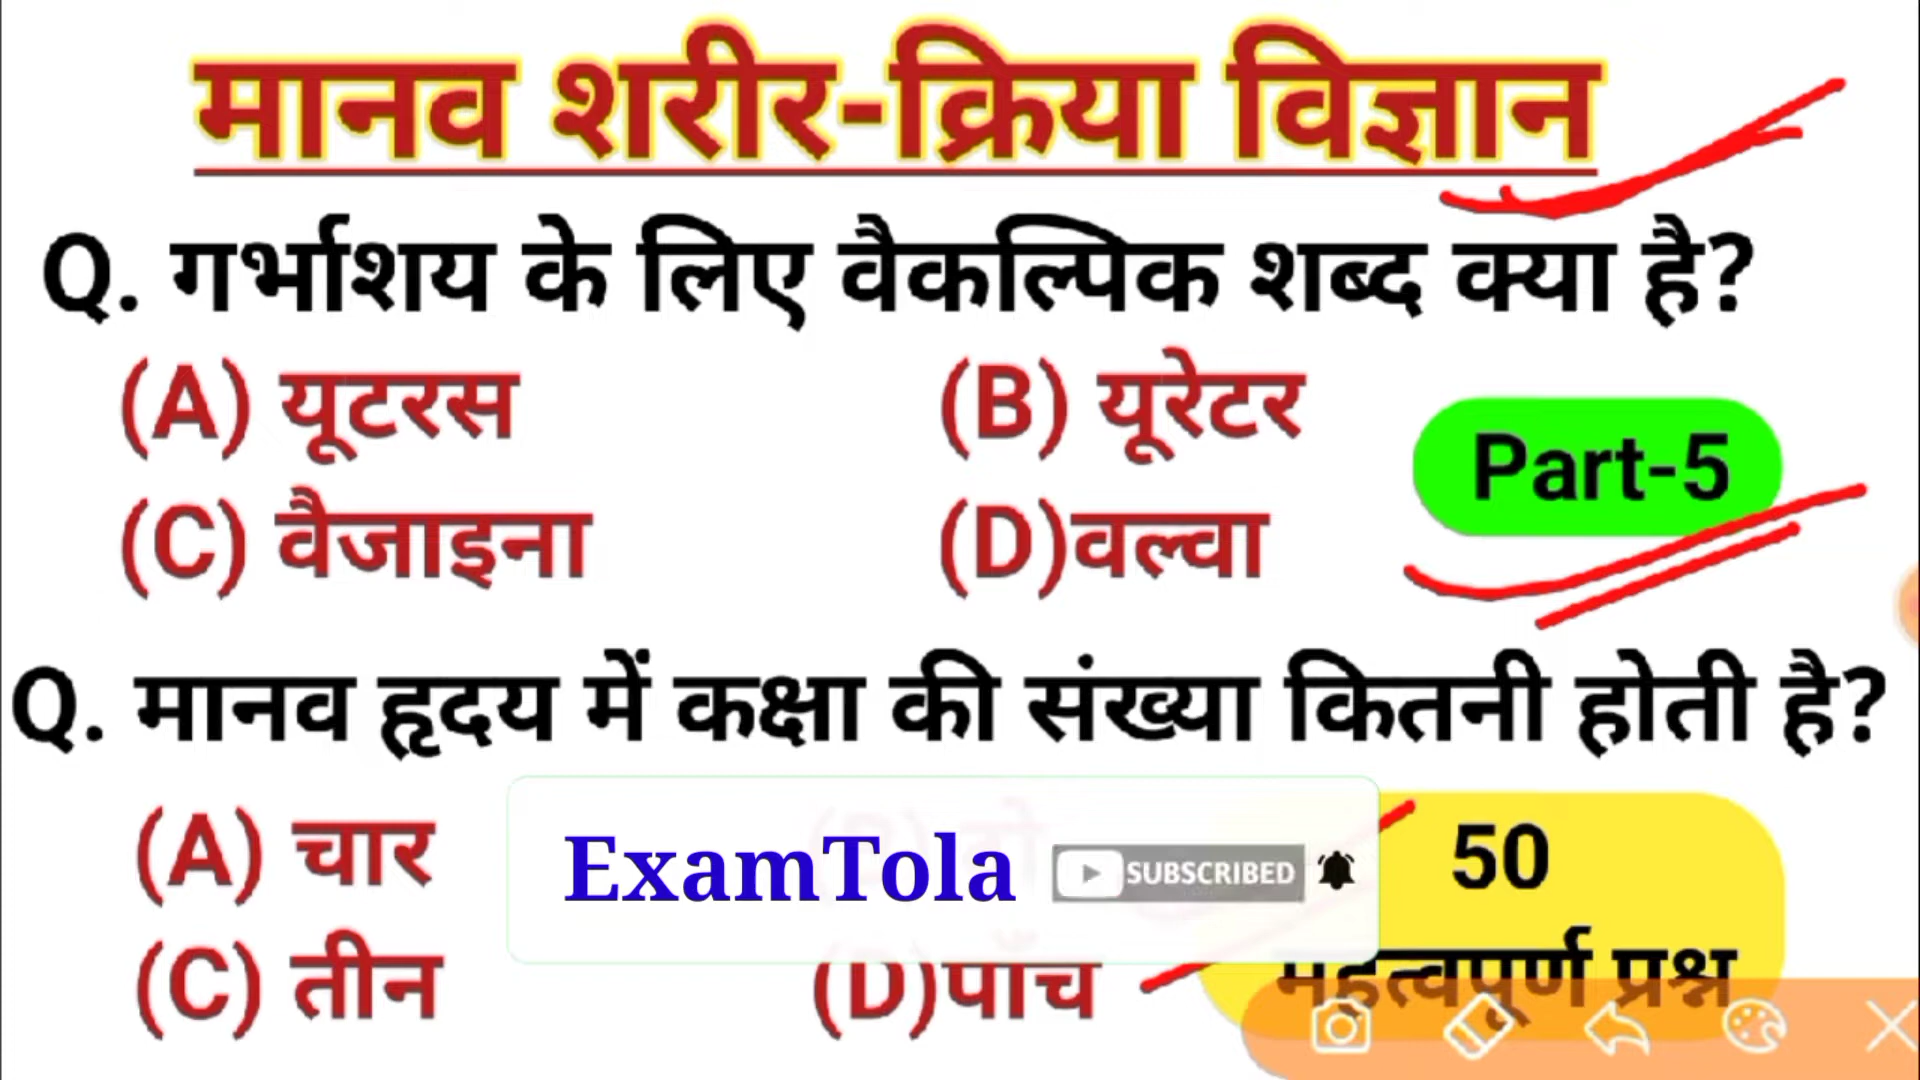 मानव शरीर-क्रिया विज्ञान
Q. गर्भाशय के लिए वैकल्पिक शब्द क्या है?
(A) यूटरस (B) यूरेटर
Part-5
(C) वैजाइना (D)वल्वा
Q. मानव हृदय में कक्षा की संख्या कितनी होती है?
(A) चार
ExamTola SUBSCRIBED
50
(C) तीन (D)पाँच
महत्वपूर्ण प्रश्न